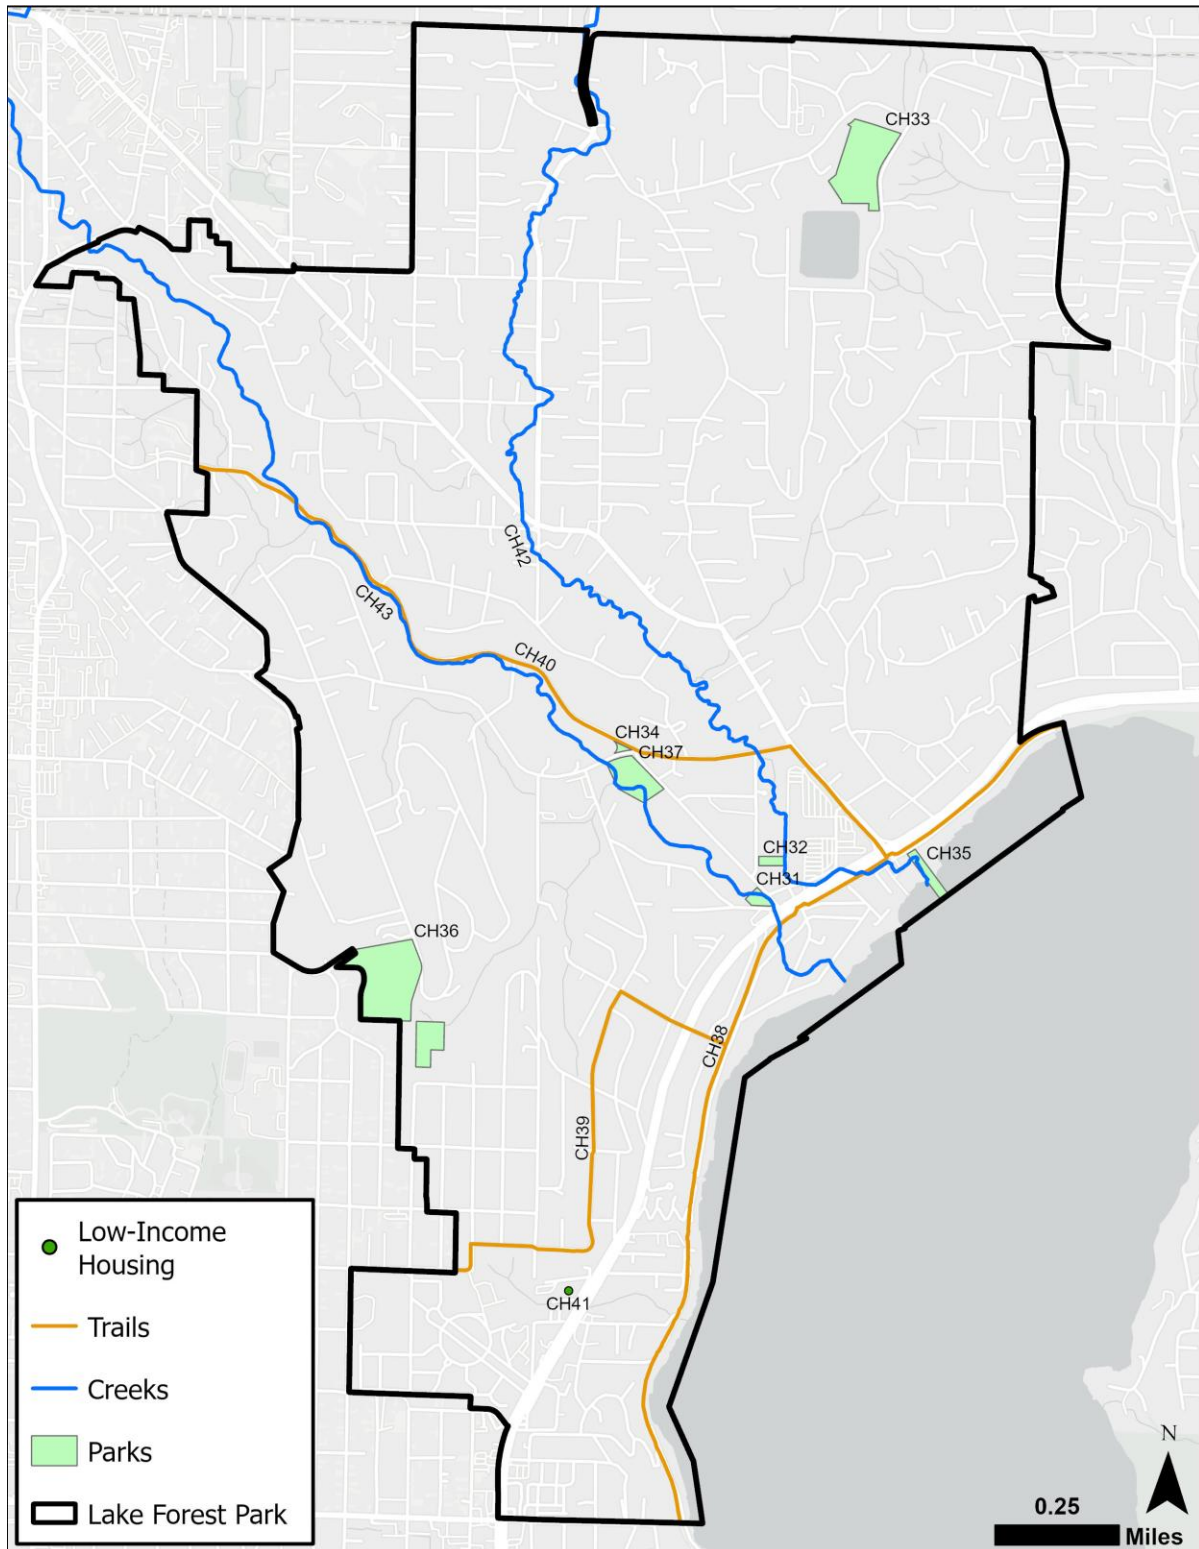 CH33
CH42
CH43
CH40
CH34
CH37
CH32
CH35
CH31
CH36
CH38
CH39
CH41
Low-Income
Housing
Trails
Creeks
Parks
Lake Forest Park
N
0.25
Miles